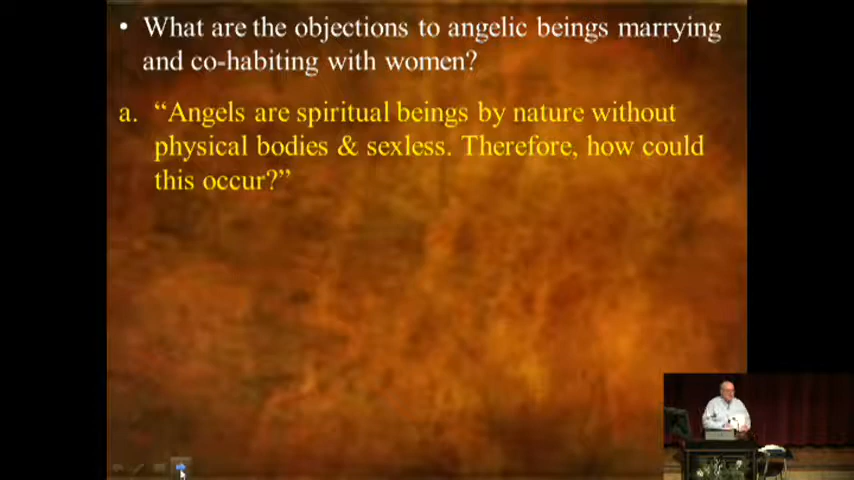 • What are the objections to angelic beings marrying
and co-habiting with women?
a. “Angels are spiritual beings by nature without
physical bodies & sexless. Therefore, how could
this occur?”